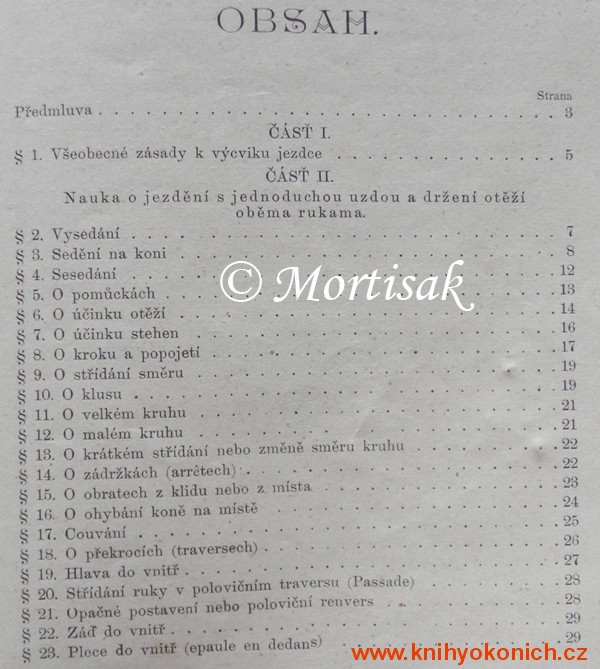 OBSAH.
Strana
Předmluva . . . . . . . . . . . . . . . . . . . . 3
ČÁSŤ I.
§ 1. Všeobecné zásady k výcviku jezdce . . . . . . . . . . 5
ČÁSŤ II.
Nauka o jezdění s jednoduchou uzdou a držení otěží
oběma rukama.
§ 2. Vysedání . . . . . . . . . . . . . . . . . . . 7
§ 3. Sedění na koni . . . . . . . . . . . . . . . . . 8
§ 4. Sesedání . . . . . . . . . . . . . . . . . . . 12
§ 5. O pomůckách . . . . . . . . . . . . . . . . . 13
§ 6. O účinku otěží . . . . . . . . . . . . . . . . . 14
§ 7. O účinku stehen . . . . . . . . . . . . . . . . 16
§ 8. O kroku a popojetí . . . . . . . . . . . . . . . 17
§ 9. O střídání směru . . . . . . . . . . . . . . . . 19
§ 10. O klusu . . . . . . . . . . . . . . . . . . . 19
§ 11. O velkém kruhu . . . . . . . . . . . . . . . . 21
§ 12. O malém kruhu . . . . . . . . . . . . . . . . 21
§ 13. O krátkém střídání nebo změně směru kruhu . . . . . . 22
§ 14. O zádržkách (arrêtech) . . . . . . . . . . . . . . 22
§ 15. O obratech z klidu nebo z místa . . . . . . . . . . 23
§ 16. O ohybání koně na místě . . . . . . . . . . . . . 24
§ 17. Couvání . . . . . . . . . . . . . . . . . . . 25
§ 18. O překrocích (traversech) . . . . . . . . . . . . . 26
§ 19. Hlava do vnitř . . . . . . . . . . . . . . . . . 27
§ 20. Střídání ruky v polovičním traversu (Passade) . . . . . 28
§ 21. Opačné postavení nebo poloviční renvers . . . . . . . 28
§ 22. Záď do vnitř . . . . . . . . . . . . . . . . . . 29
§ 23. Plece do vnitř (epaule en dedans) . . . . . . . . . . 29
© Mortisak
www.knihyokonich.cz